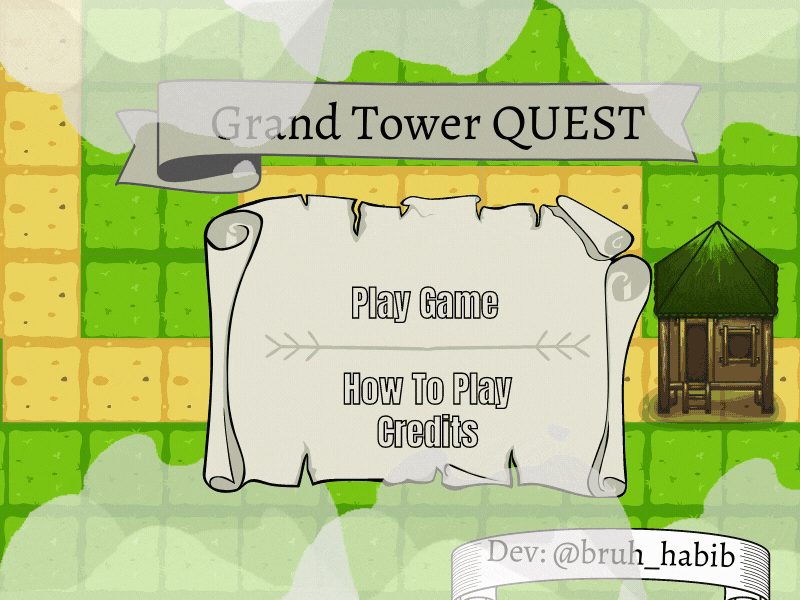 Grand Tower QUEST
Play Game
How To Play
Credits
Dev: @bruh_habib